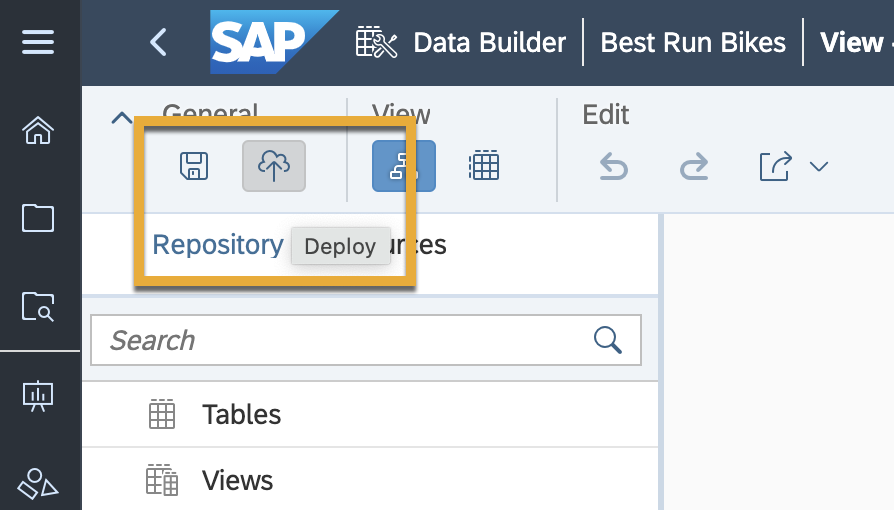 SAP Data Builder Best Run Bikes View -
General View Edit
Repository Deploy urces
Search
Tables
Views